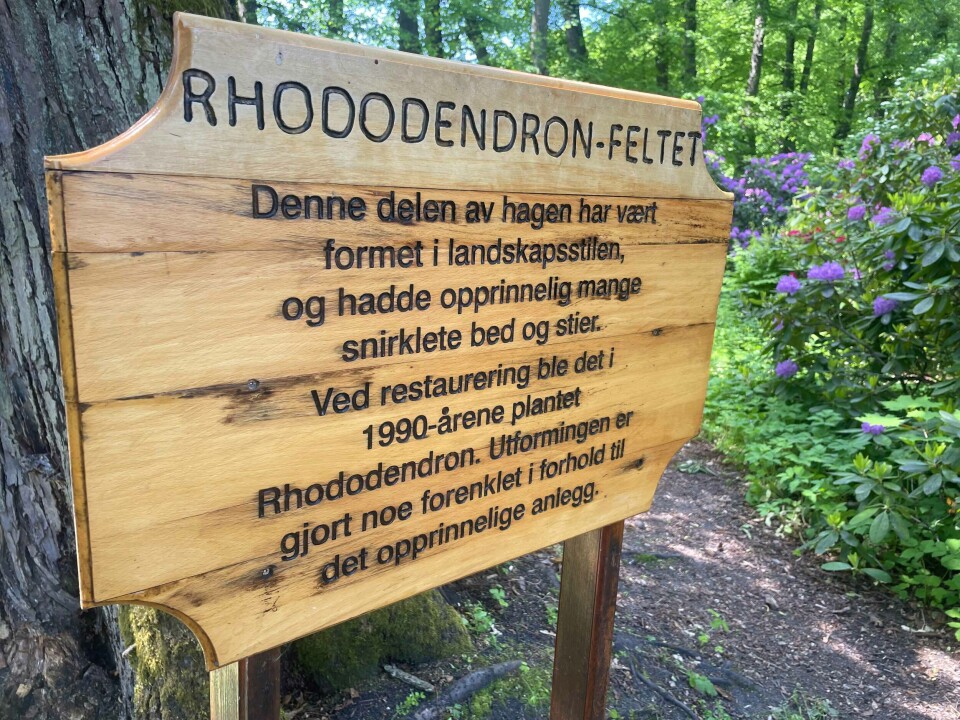 RHODODENDRON-FELTET
Denne delen av hagen har vært
formet i landskapsstilen,
og hadde opprinnelig mange
snirklete bed og stier.
Ved restaurering ble det i
1990-årene plantet
Rhododendron. Utformingen er
gjort noe forenklet i forhold til
det opprinnelige anlegg.